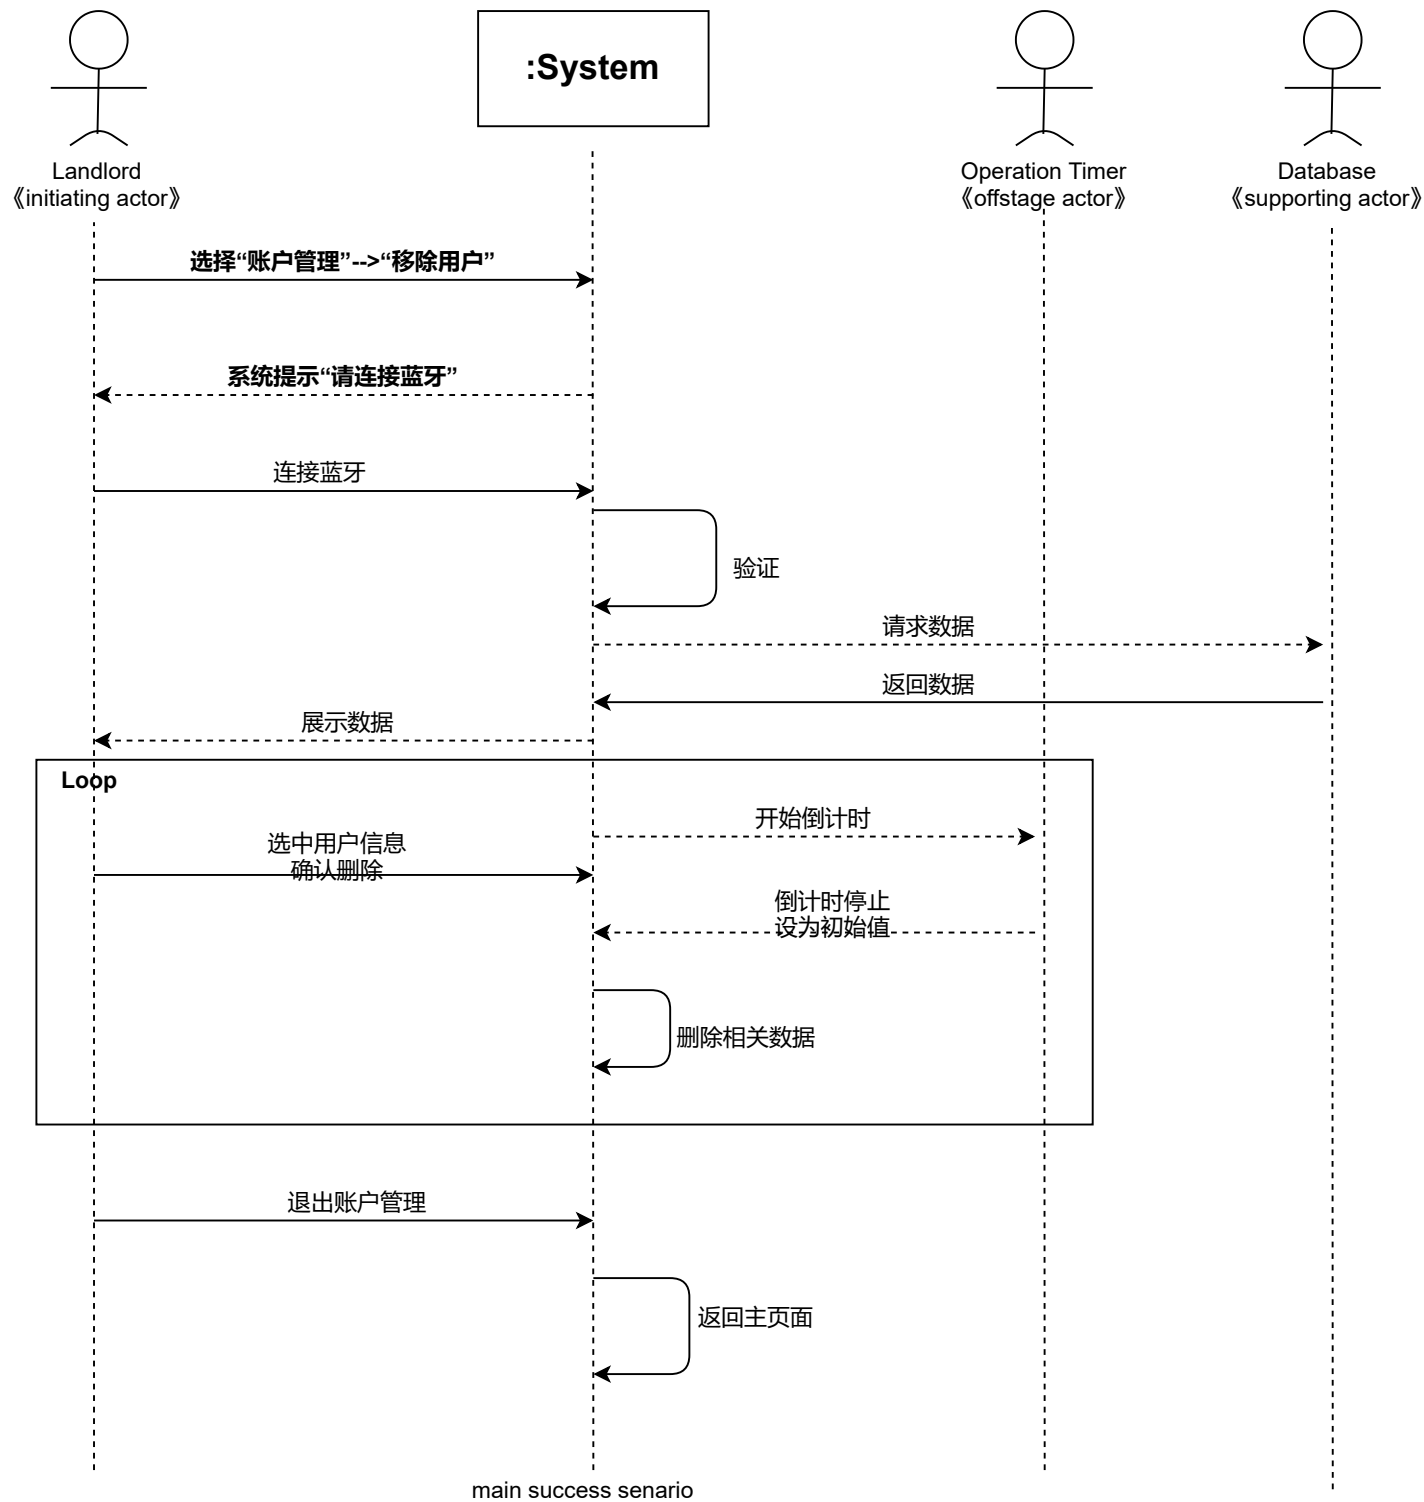 :System
Landlord
《initiating actor》
Operation Timer
《offstage actor》
Database
《supporting actor》
选择“账户管理”-->“移除用户”
系统提示“请连接蓝牙”
连接蓝牙
验证
请求数据
返回数据
展示数据
Loop
开始倒计时
选中用户信息
确认删除
倒计时停止
设为初始值
删除相关数据
退出账户管理
返回主页面
main success senario